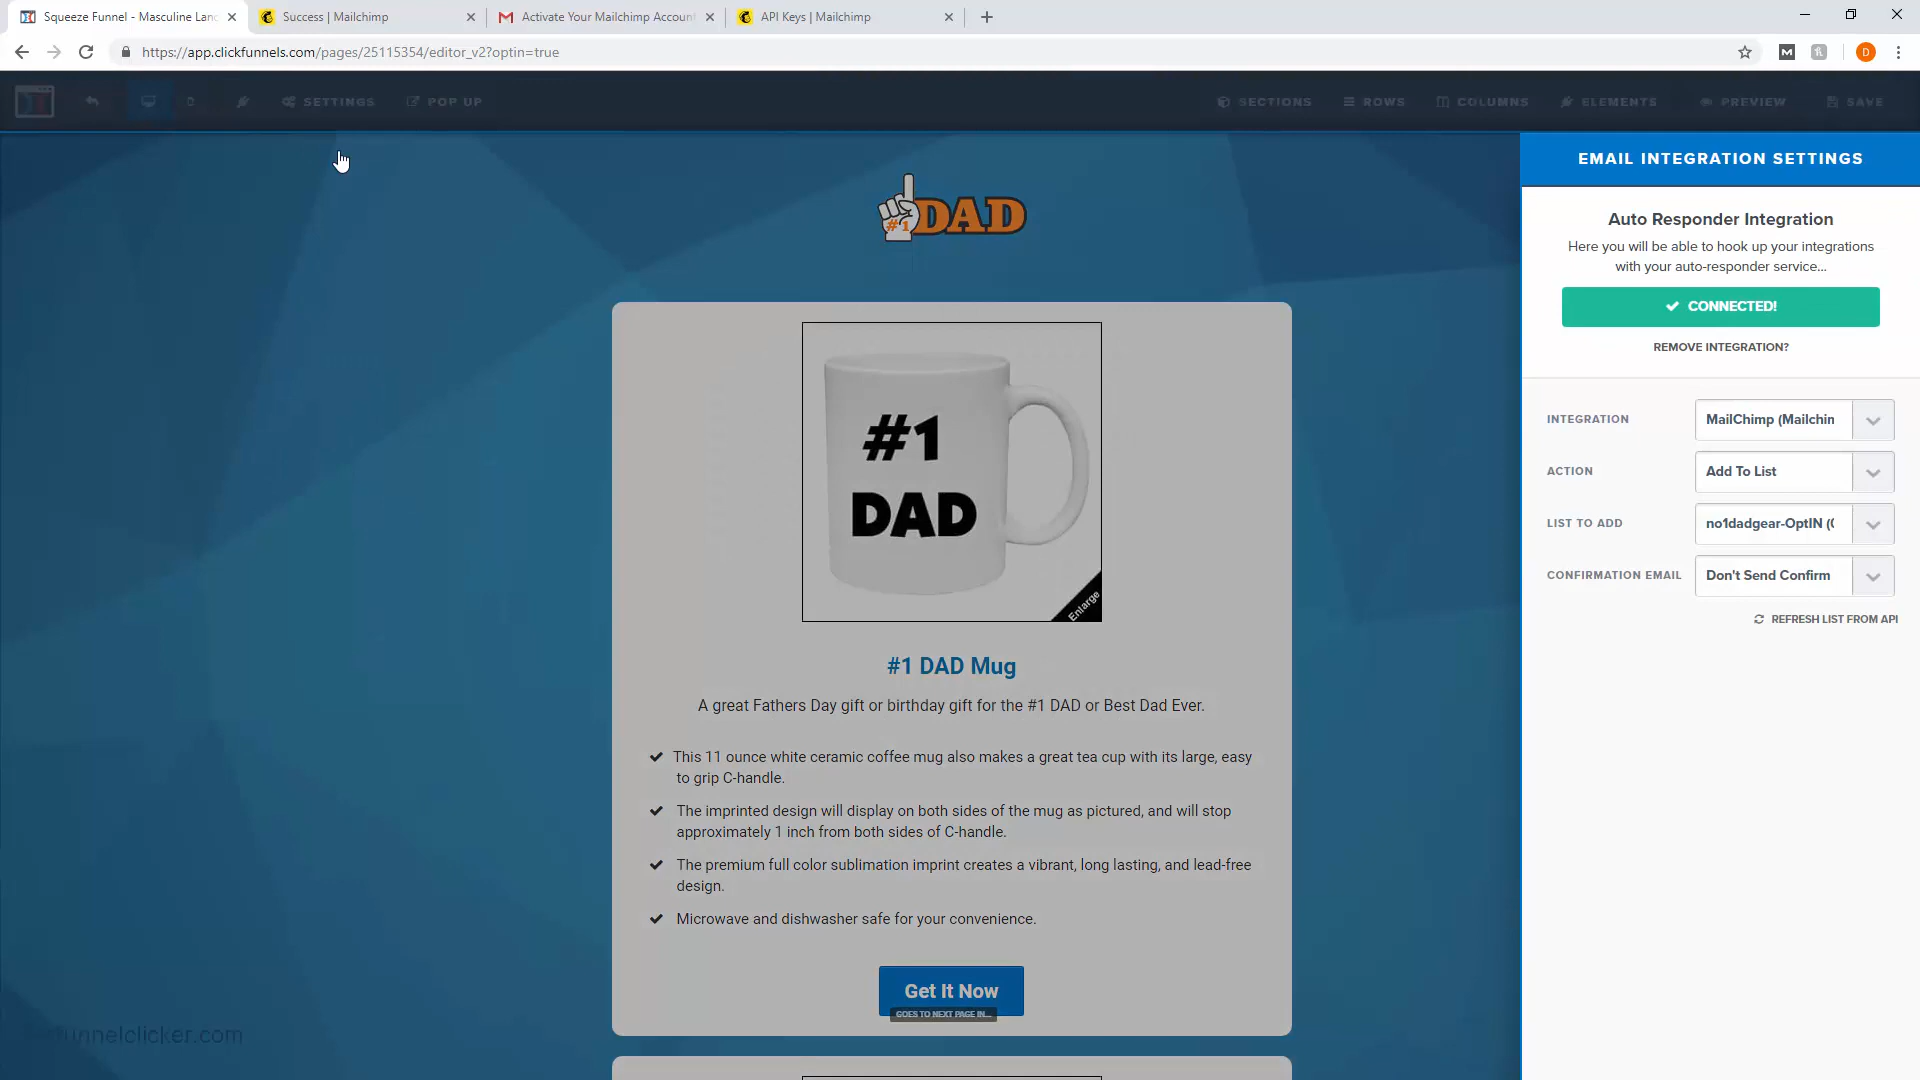 Squeeze Funnel - Masculine Lan
Success | Mailchimp
Activate Your Mailchimp Accoun
API Keys | Mailchimp
https://app.clickfunnels.com/pages/25115354/editor_v2?optin=true
D
SETTINGS
POP UP
SECTIONS
ROWS
COLUMNS
ELEMENTS
PREVIEW
SAVE
#1 DAD
#1
DAD
Enlarge
#1 DAD Mug
A great Fathers Day gift or birthday gift for the #1 DAD or Best Dad Ever.
This 11 ounce white ceramic coffee mug also makes a great tea cup with its large, easy
to grip C-handle.
The imprinted design will display on both sides of the mug as pictured, and will stop
approximately 1 inch from both sides of C-handle.
The premium full color sublimation imprint creates a vibrant, long lasting, and lead-free
design.
Microwave and dishwasher safe for your convenience.
Get It Now
GOES TO NEXT PAGE IN...
unnelclicker.com
EMAIL INTEGRATION SETTINGS
Auto Responder Integration
Here you will be able to hook up your integrations
with your auto-responder service...
CONNECTED!
REMOVE INTEGRATION?
INTEGRATION
MailChimp (Mailchin
ACTION
Add To List
LIST TO ADD
no1dadgear-OptIN (
CONFIRMATION EMAIL
Don't Send Confirm
REFRESH LIST FROM API